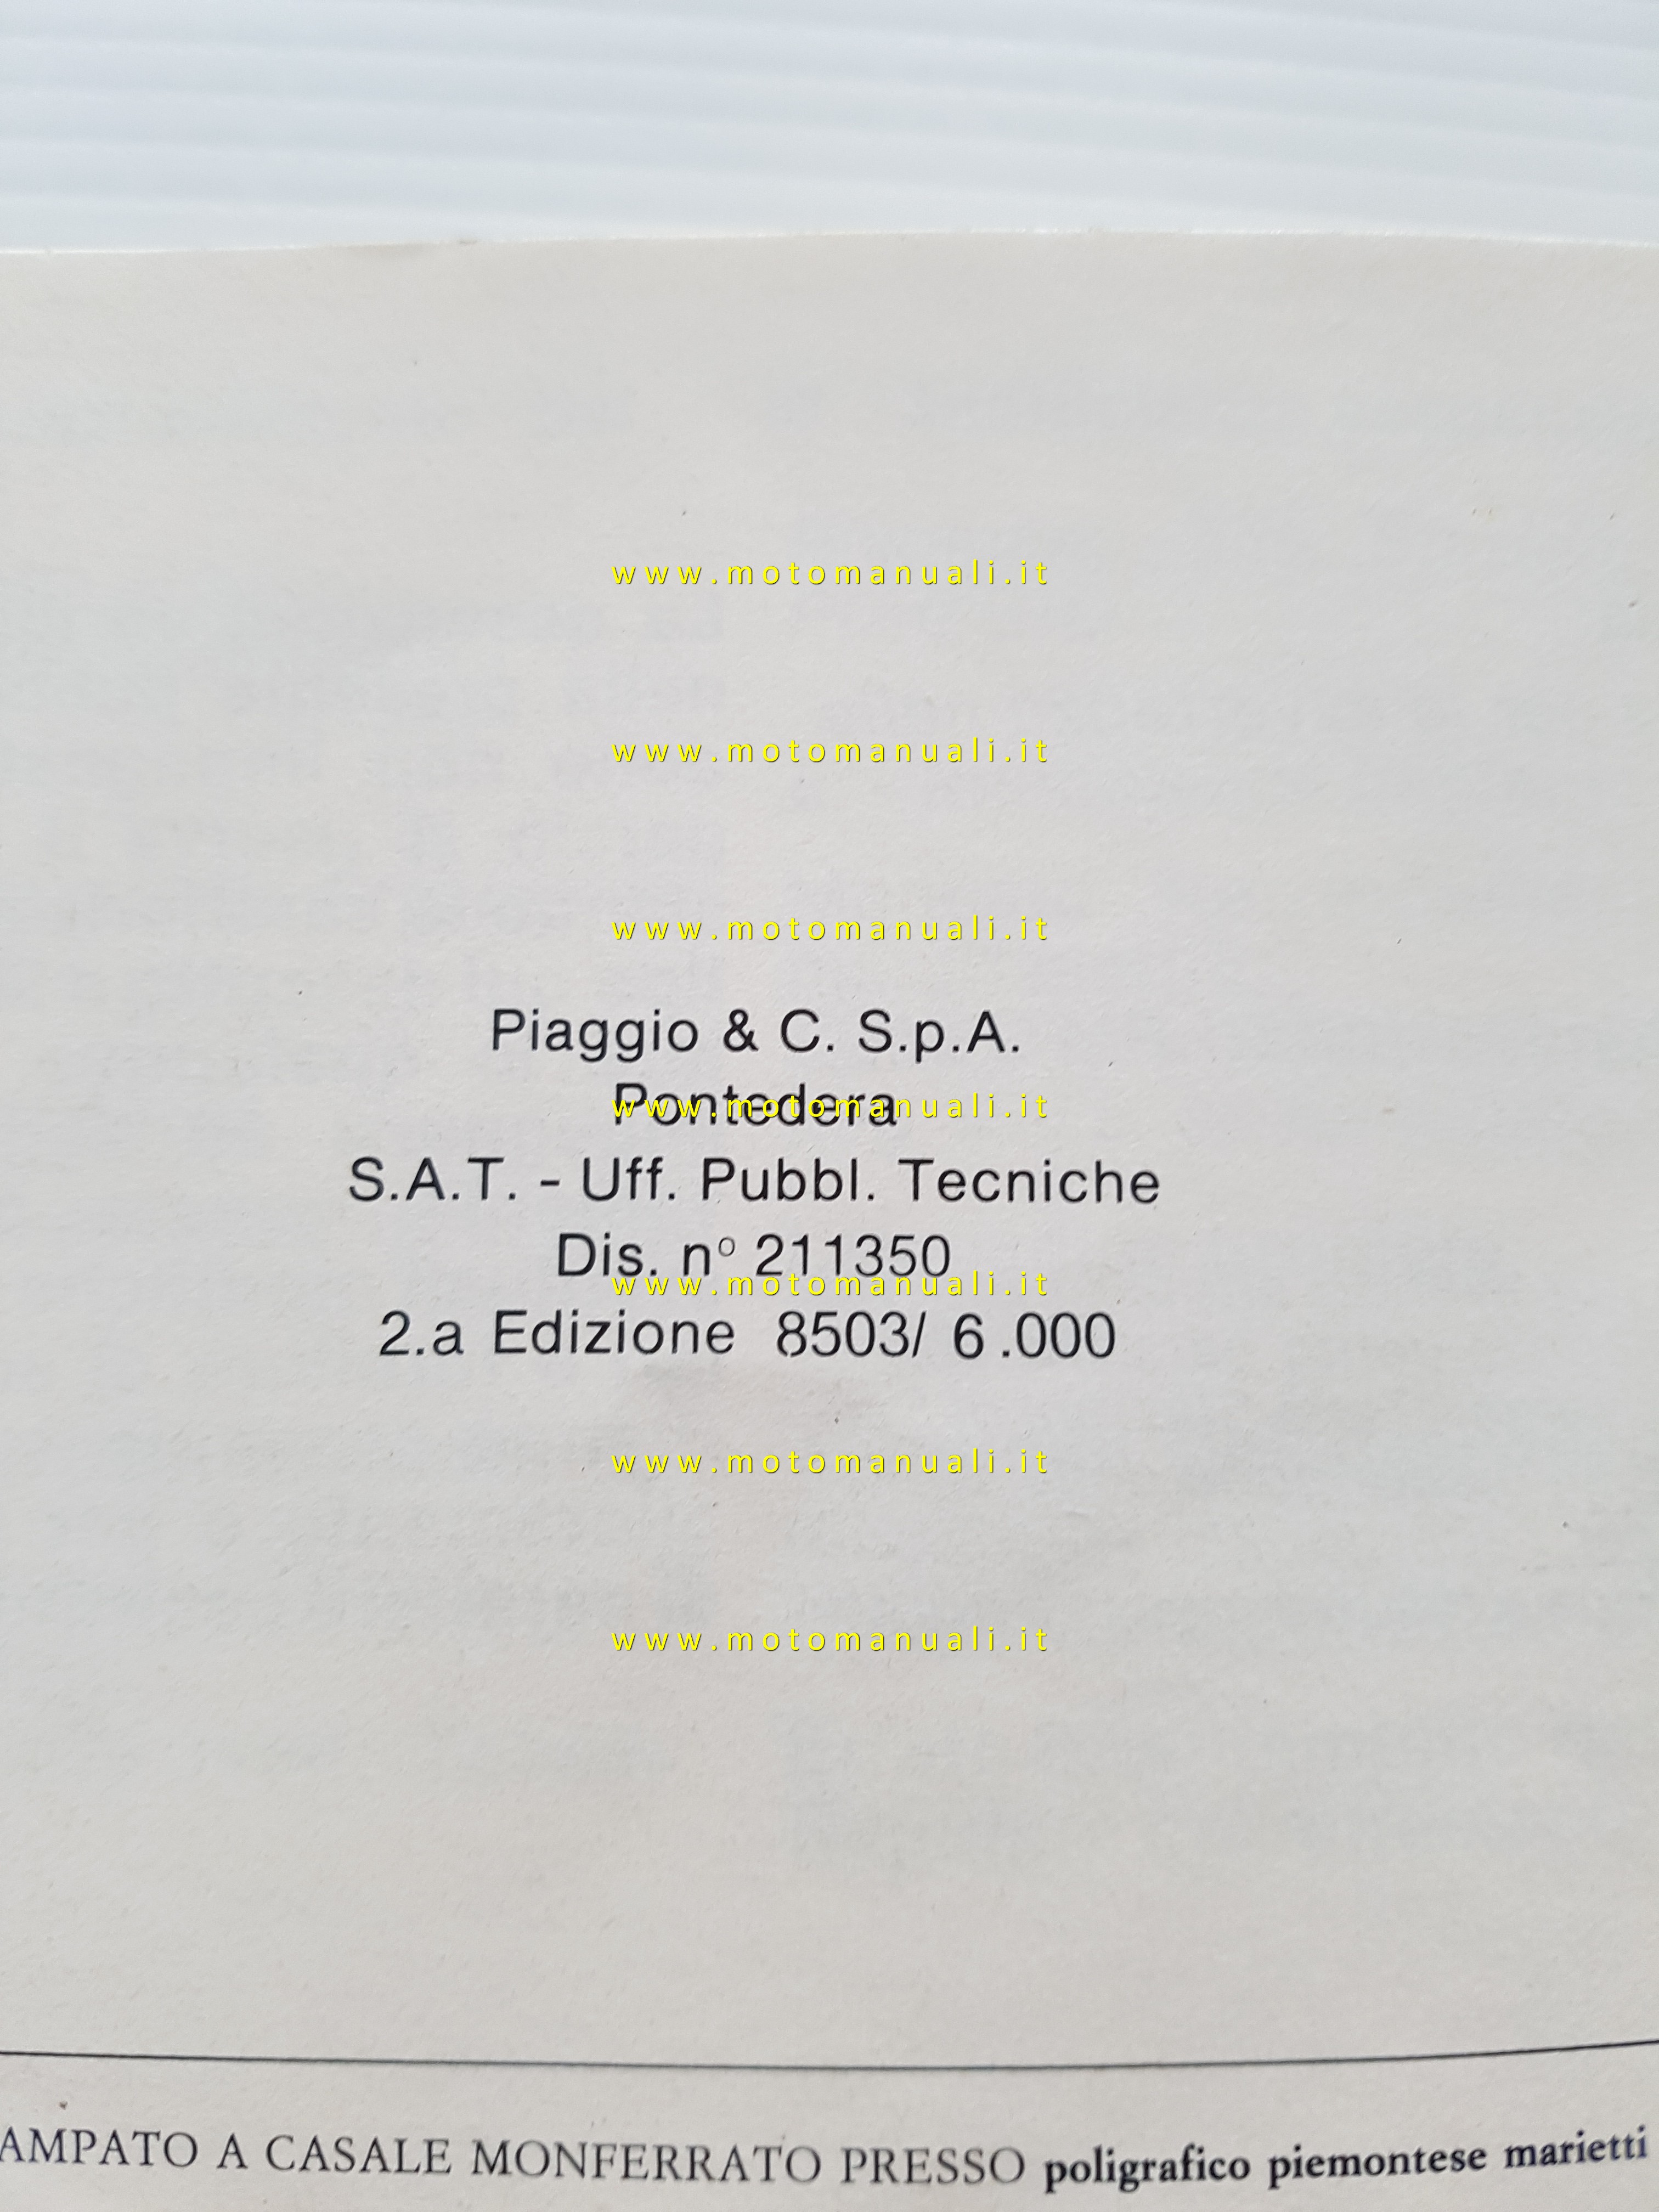 www.motomanuali.it
www.motomanuali.it
www.motomanuali.it
Piaggio & C. S.p.A.
Pontedera
www.motomanuali.it
S.A.T. - Uff. Pubbl. Tecniche
Dis. nº 211350
www.motomanuali.it
2.a Edizione 8503/ 6.000
www.motomanuali.it
www.motomanuali.it
AMPATO A CASALE MONFERRATO PRESSO poligrafico piemontese marietti